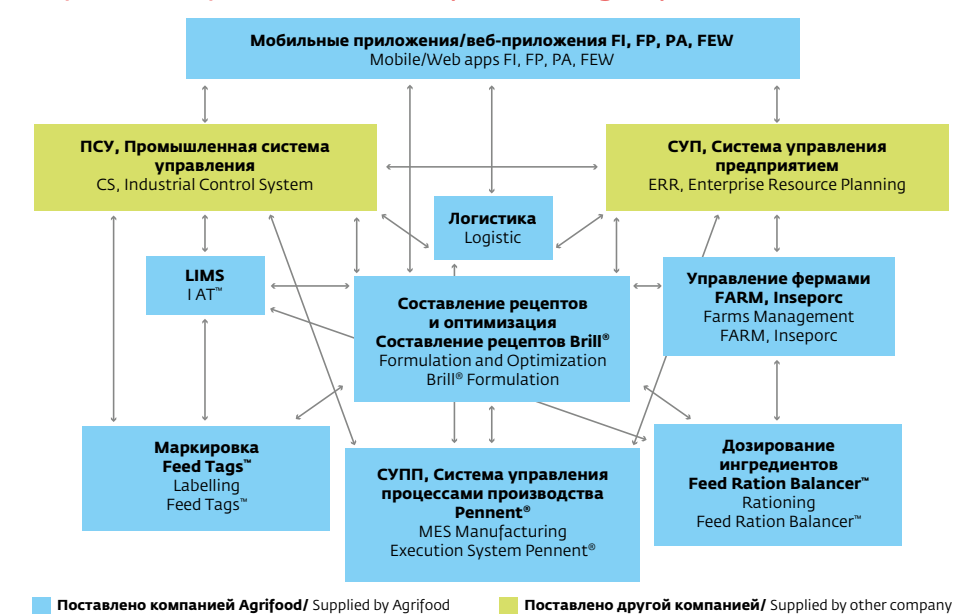 Мобильные приложения/веб-приложения FI, FP, PA, FEW
Mobile/Web apps FI, FP, PA, FEW
ПСУ, Промышленная система
управления
CS, Industrial Control System
СУП, Система управления
предприятием
ERR, Enterprise Resource Planning
Логистика
Logistic
LIMS
I AT™
Составление рецептов
и оптимизация
Составление рецептов Brill®
Formulation and Optimization
Brill® Formulation
Управление фермами
FARM, Inseporc
Farms Management
FARM, Inseporc
Маркировка
Feed Tags™
Labelling
Feed Tags™
СУПП, Система управления
процессами производства
Pennent®
MES Manufacturing
Execution System Pennent®
Дозирование
ингредиентов
Feed Ration Balancer™
Rationing
Feed Ration Balancer™
Поставлено компанией Agrifood/ Supplied by Agrifood
Поставлено другой компанией/ Supplied by other company